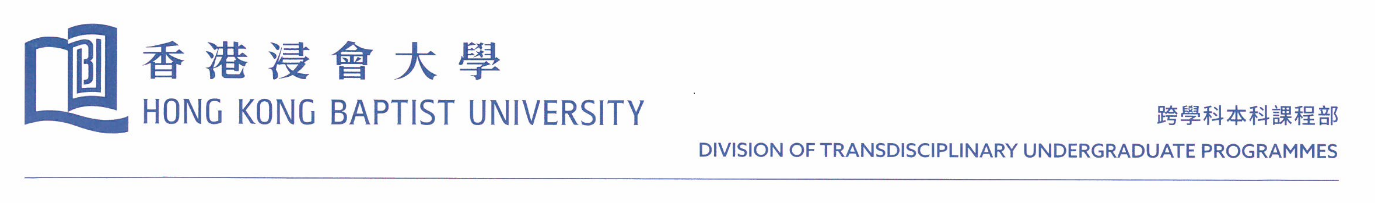 香港浸會大學
HONG KONG BAPTIST UNIVERSITY
跨學科本科課程部
DIVISION OF TRANSDISCIPLINARY UNDERGRADUATE PROGRAMMES